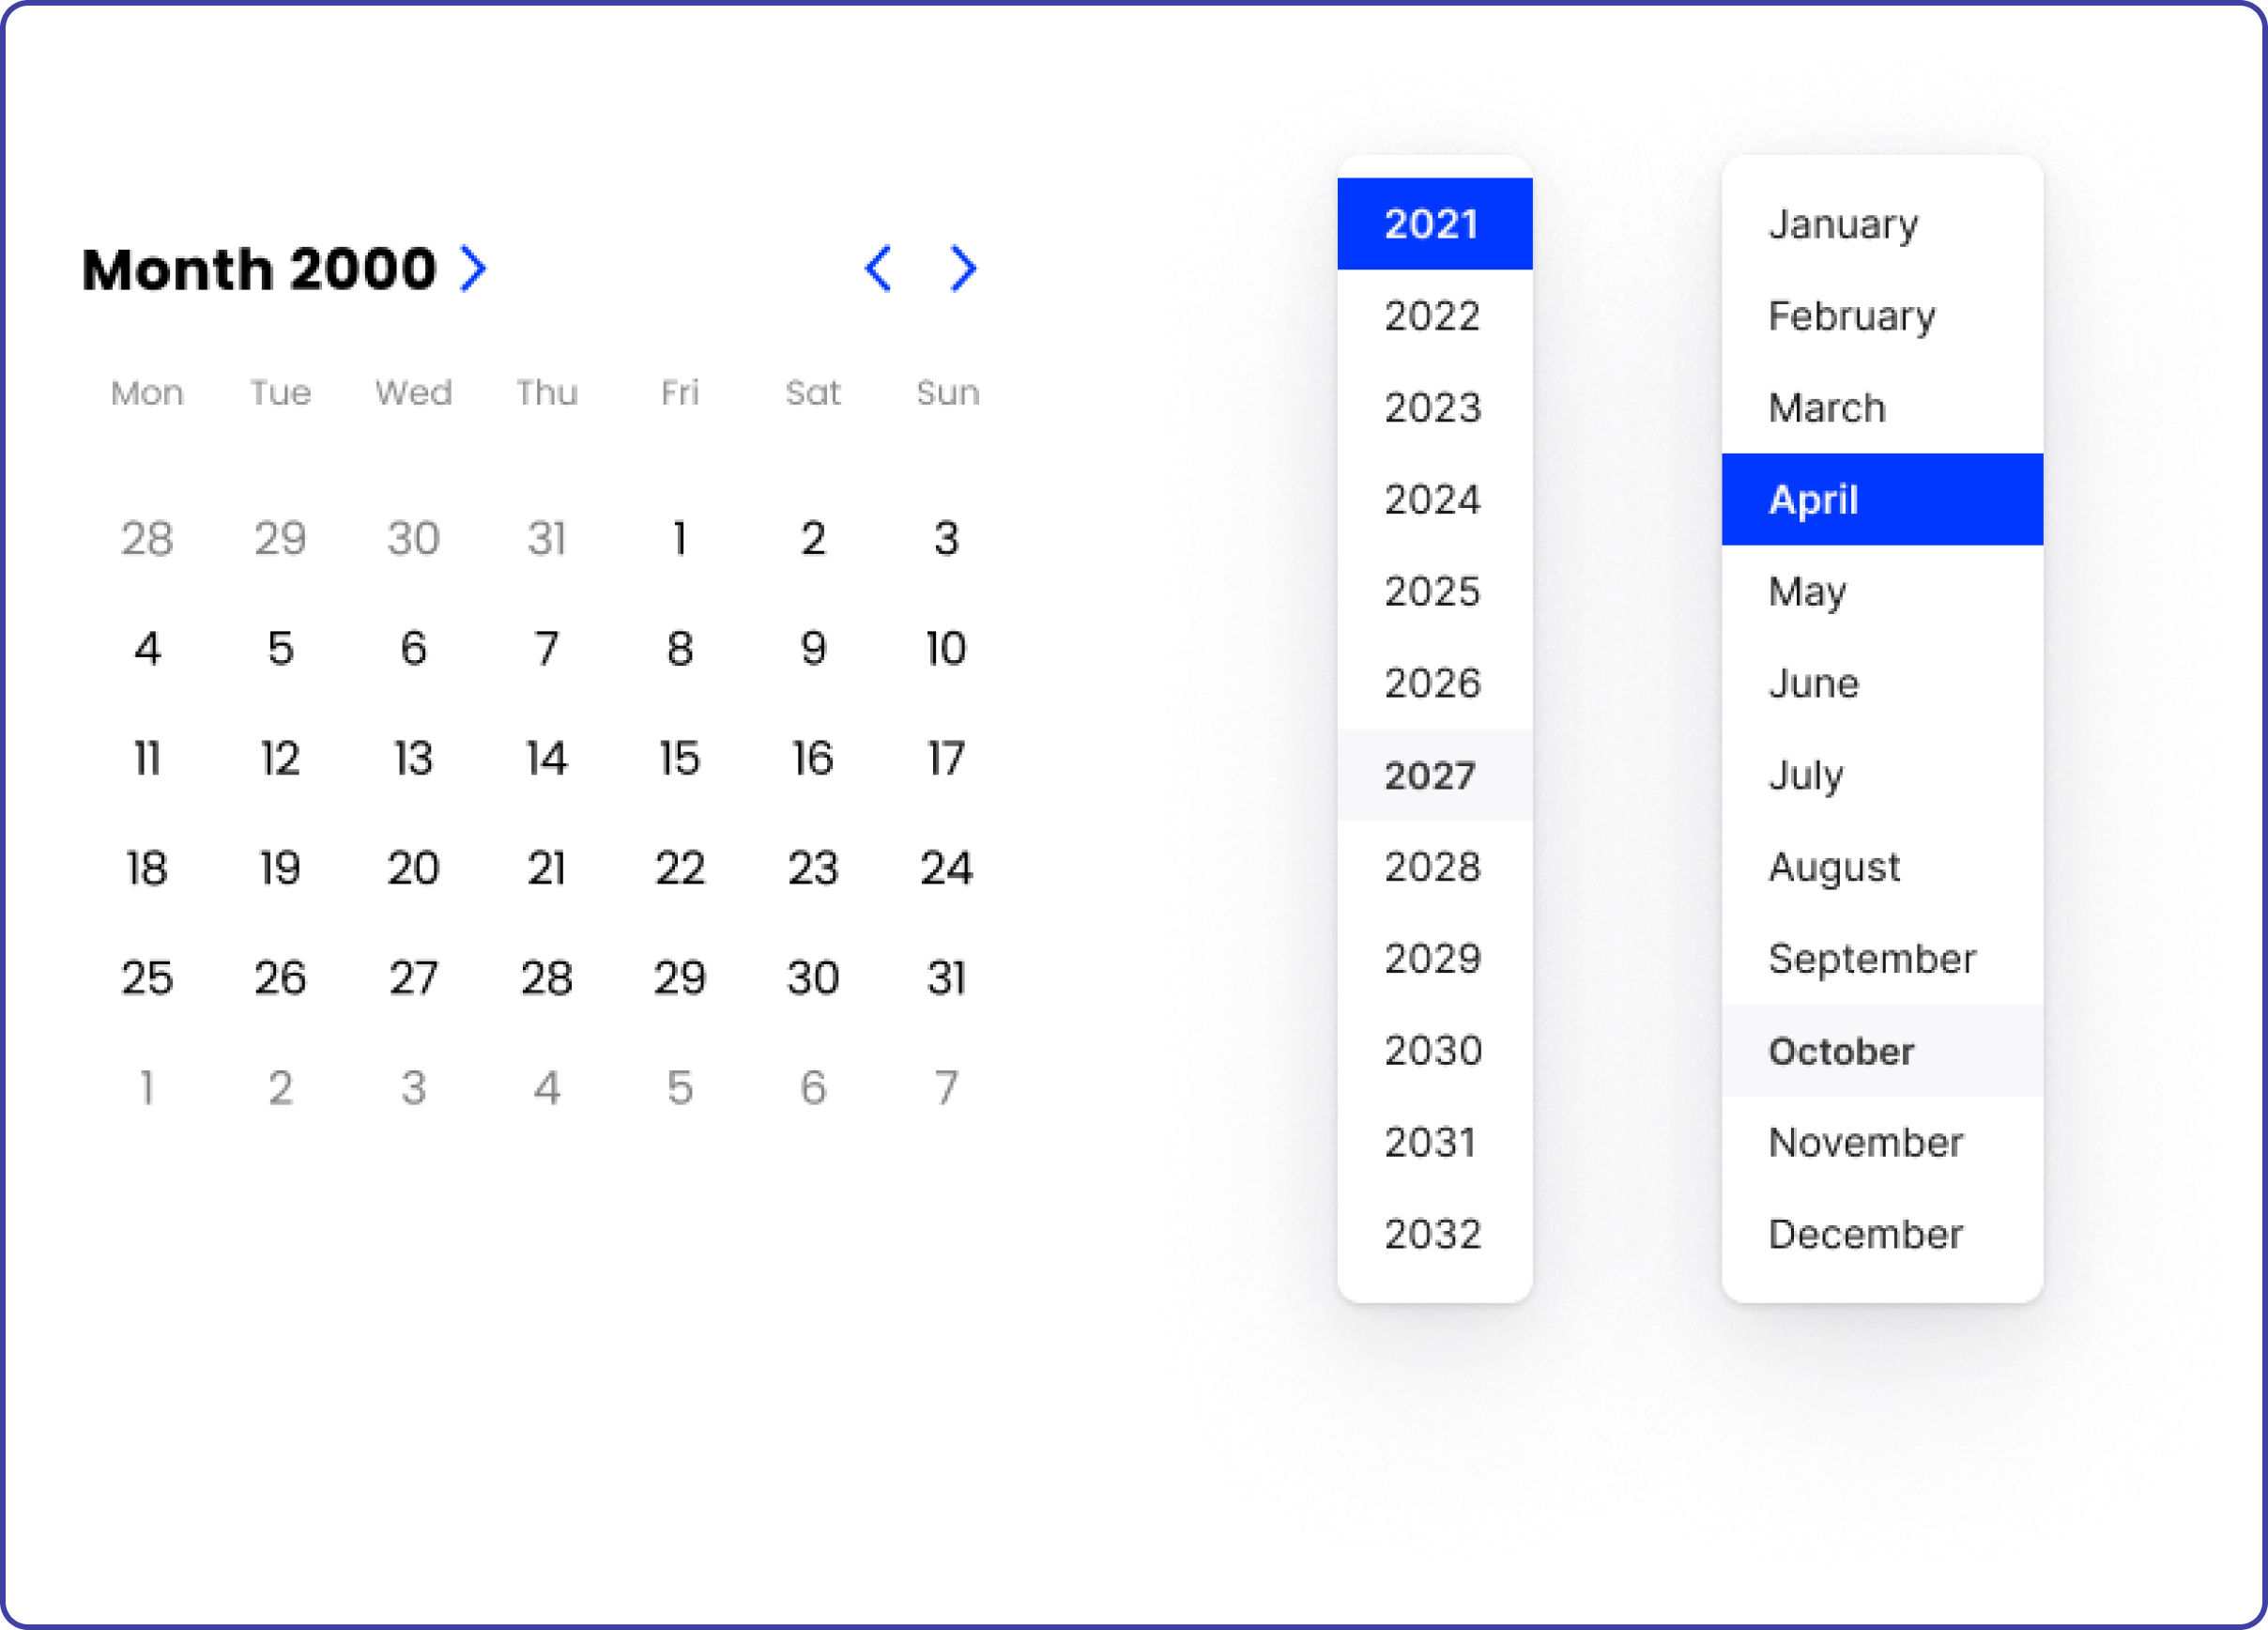 Month 2000
Mon Tue Wed Thu Fri Sat Sun
28 29 30 31 1 2 3
4 5 6 7 8 9 10
11 12 13 14 15 16 17
18 19 20 21 22 23 24
25 26 27 28 29 30 31
1 2 3 4 5 6 7
2021
2022
2023
2024
2025
2026
2027
2028
2029
2030
2031
2032
January
February
March
April
May
June
July
August
September
October
November
December